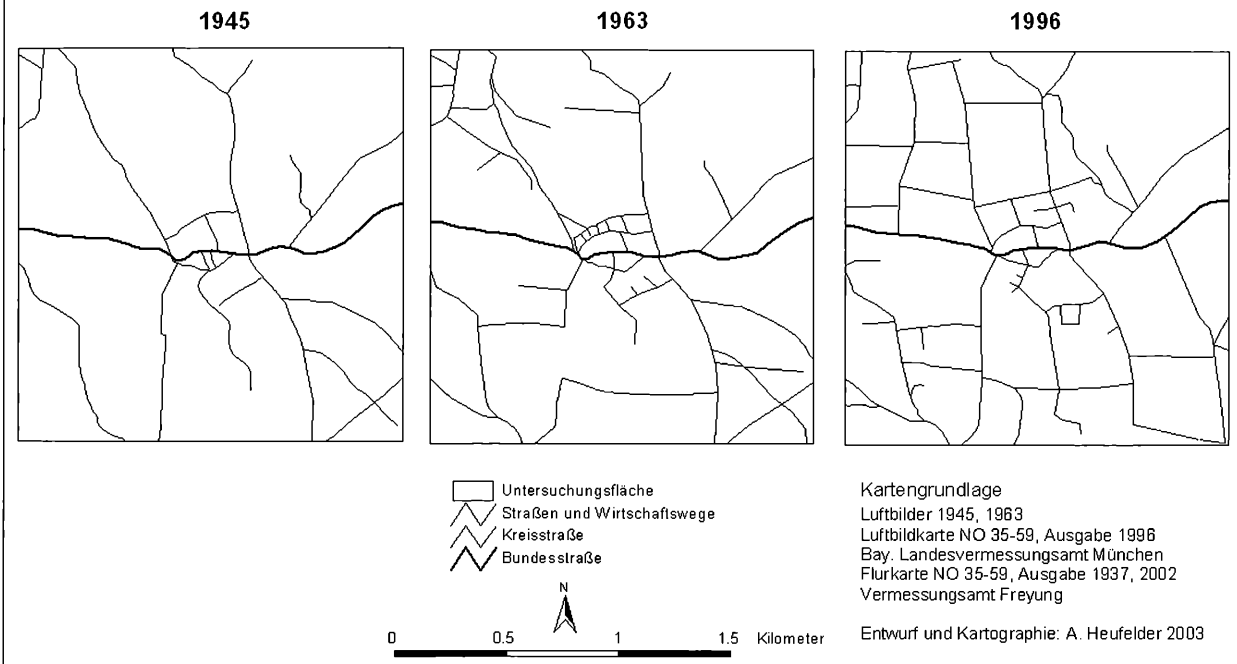 1945
1963
1996
Untersuchungsfläche
Straßen und Wirtschaftswege
Kreisstraße
Bundesstraße
N
0 0.5 1 1.5 Kilometer
Kartengrundlage
Luftbilder 1945, 1963
Luftbildkarte NO 35-59, Ausgabe 1996
Bay. Landesvermessungsamt München
Flurkarte NO 35-59, Ausgabe 1937, 2002
Vermessungsamt Freyung
Entwurf und Kartographie: A. Heufelder 2003